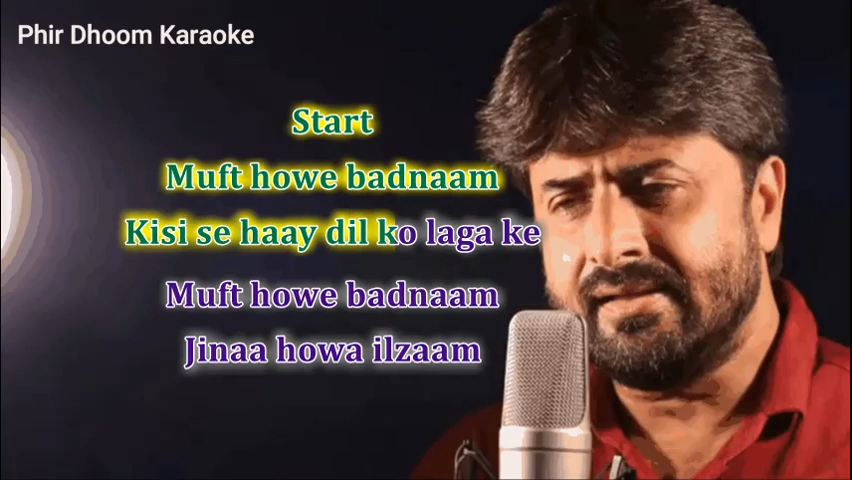 Phir Dhoom Karaoke
Start
Muft howe badnaam
Kisi se haay dil ko laga ke
Muft howe badnaam
Jinaa howa ilzaam